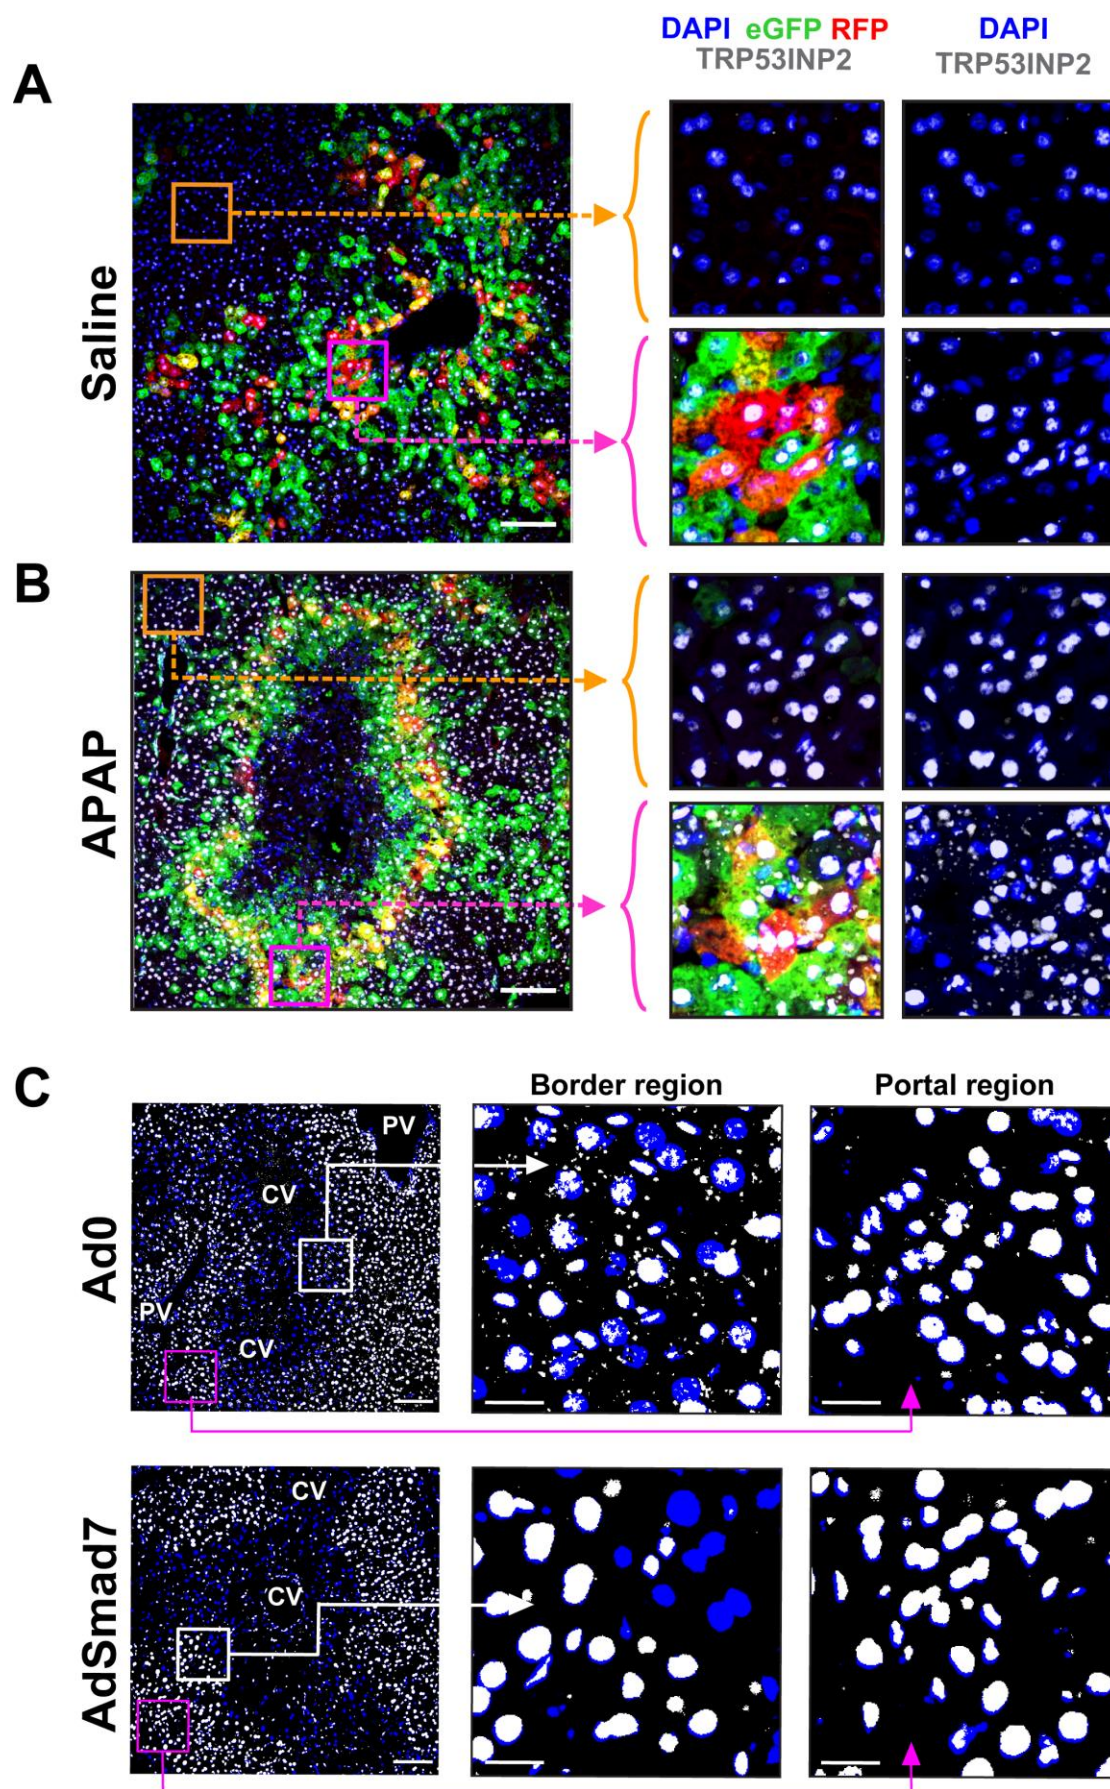 DAPI eGFP RFP DAPI
TRP53INP2 TRP53INP2
A
Saline
B
APAP
C
Border region Portal region
Ad0
PV
CV
PV
CV
AdSmad7
CV
CV